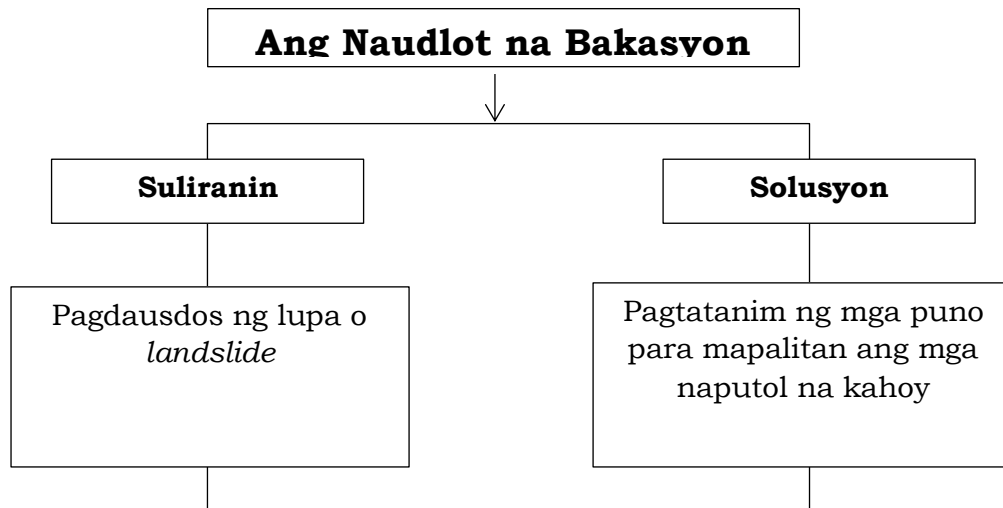 Ang Naudlot na Bakasyon
Suliranin
Solusyon
Pagdausdos ng lupa o
landslide
Pagtatanim ng mga puno
para mapalitan ang mga
naputol na kahoy